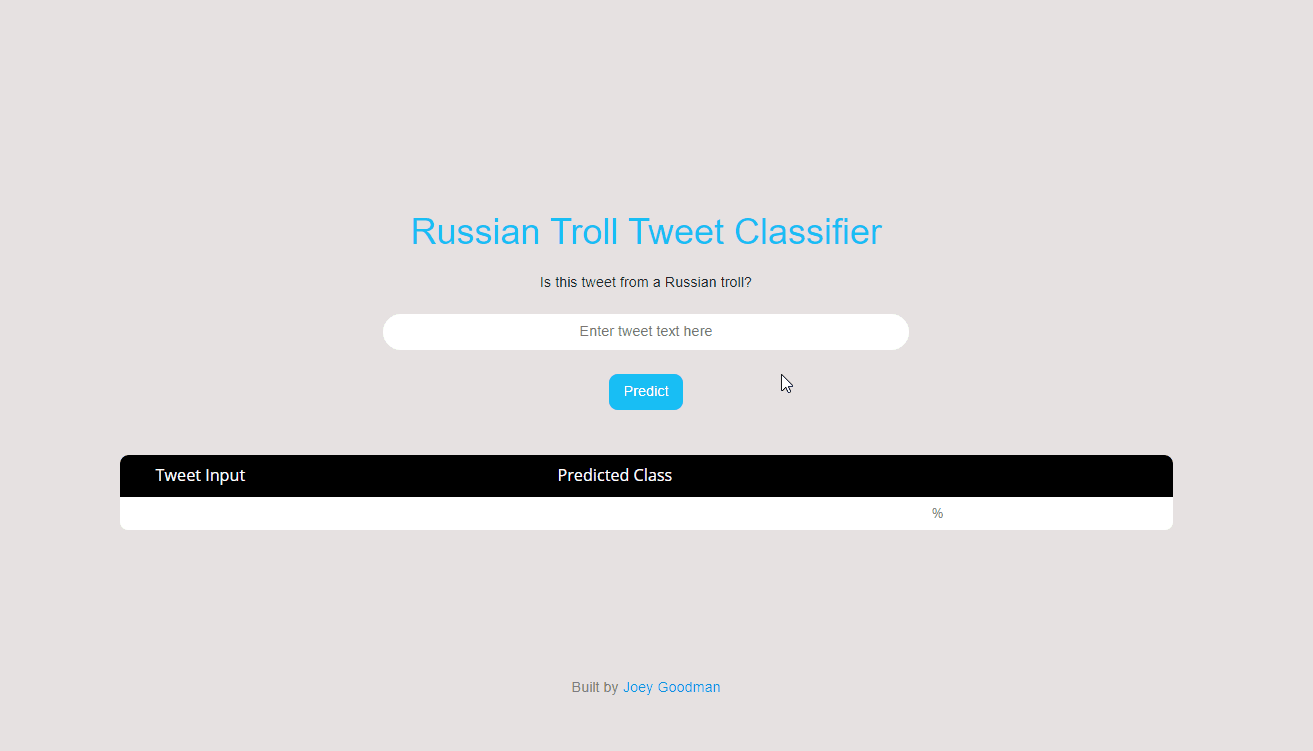 Russian Troll Tweet Classifier
Is this tweet from a Russian troll?
Enter tweet text here
Predict
Tweet Input Predicted Class
%
Built by Joey Goodman